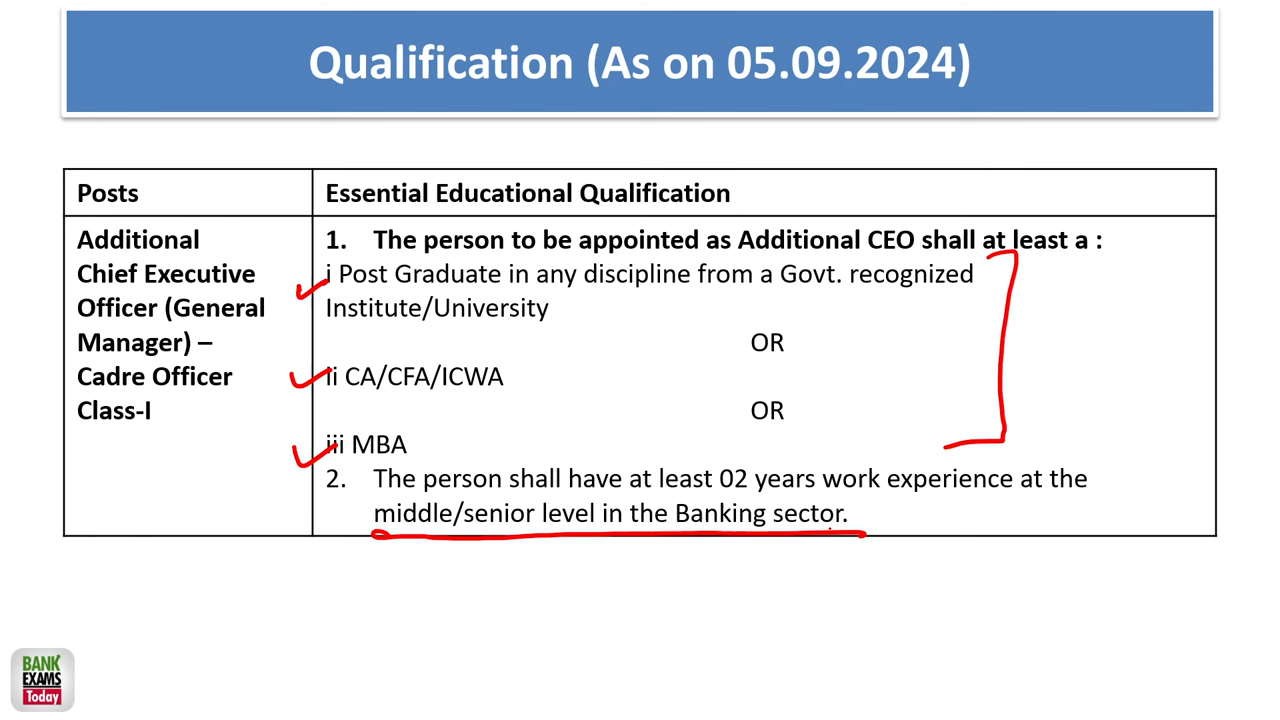 Qualification (As on 05.09.2024)
Posts
Essential Educational Qualification
Additional
Chief Executive
Officer (General
Manager) –
Cadre Officer
Class-I
1. The person to be appointed as Additional CEO shall at least a :
i Post Graduate in any discipline from a Govt. recognized
Institute/University
OR
ii CA/CFA/ICWA
OR
iii MBA
2. The person shall have at least 02 years work experience at the
middle/senior level in the Banking sector.
BANK
EXAMS
Today